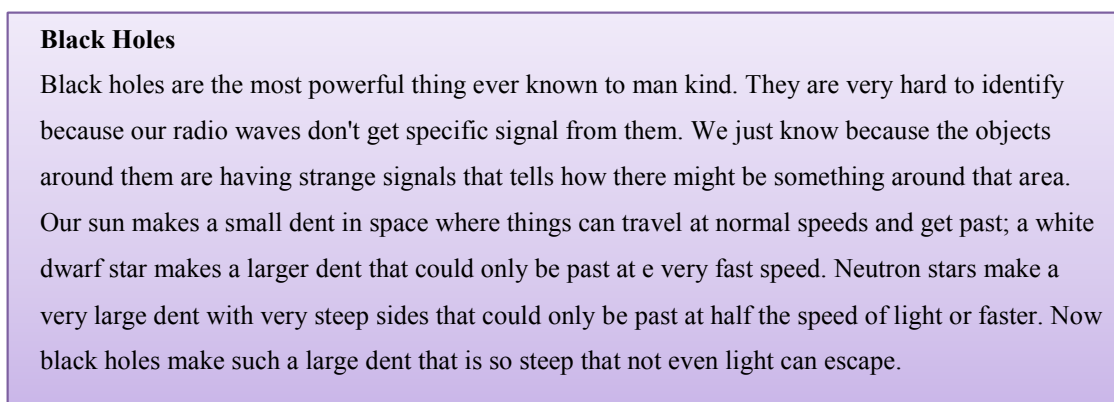 Black Holes
Black holes are the most powerful thing ever known to man kind. They are very hard to identify
because our radio waves don't get specific signal from them. We just know because the objects
around them are having strange signals that tells how there might be something around that area.
Our sun makes a small dent in space where things can travel at normal speeds and get past; a white
dwarf star makes a larger dent that could only be past at e very fast speed. Neutron stars make a
very large dent with very steep sides that could only be past at half the speed of light or faster. Now
black holes make such a large dent that is so steep that not even light can escape.